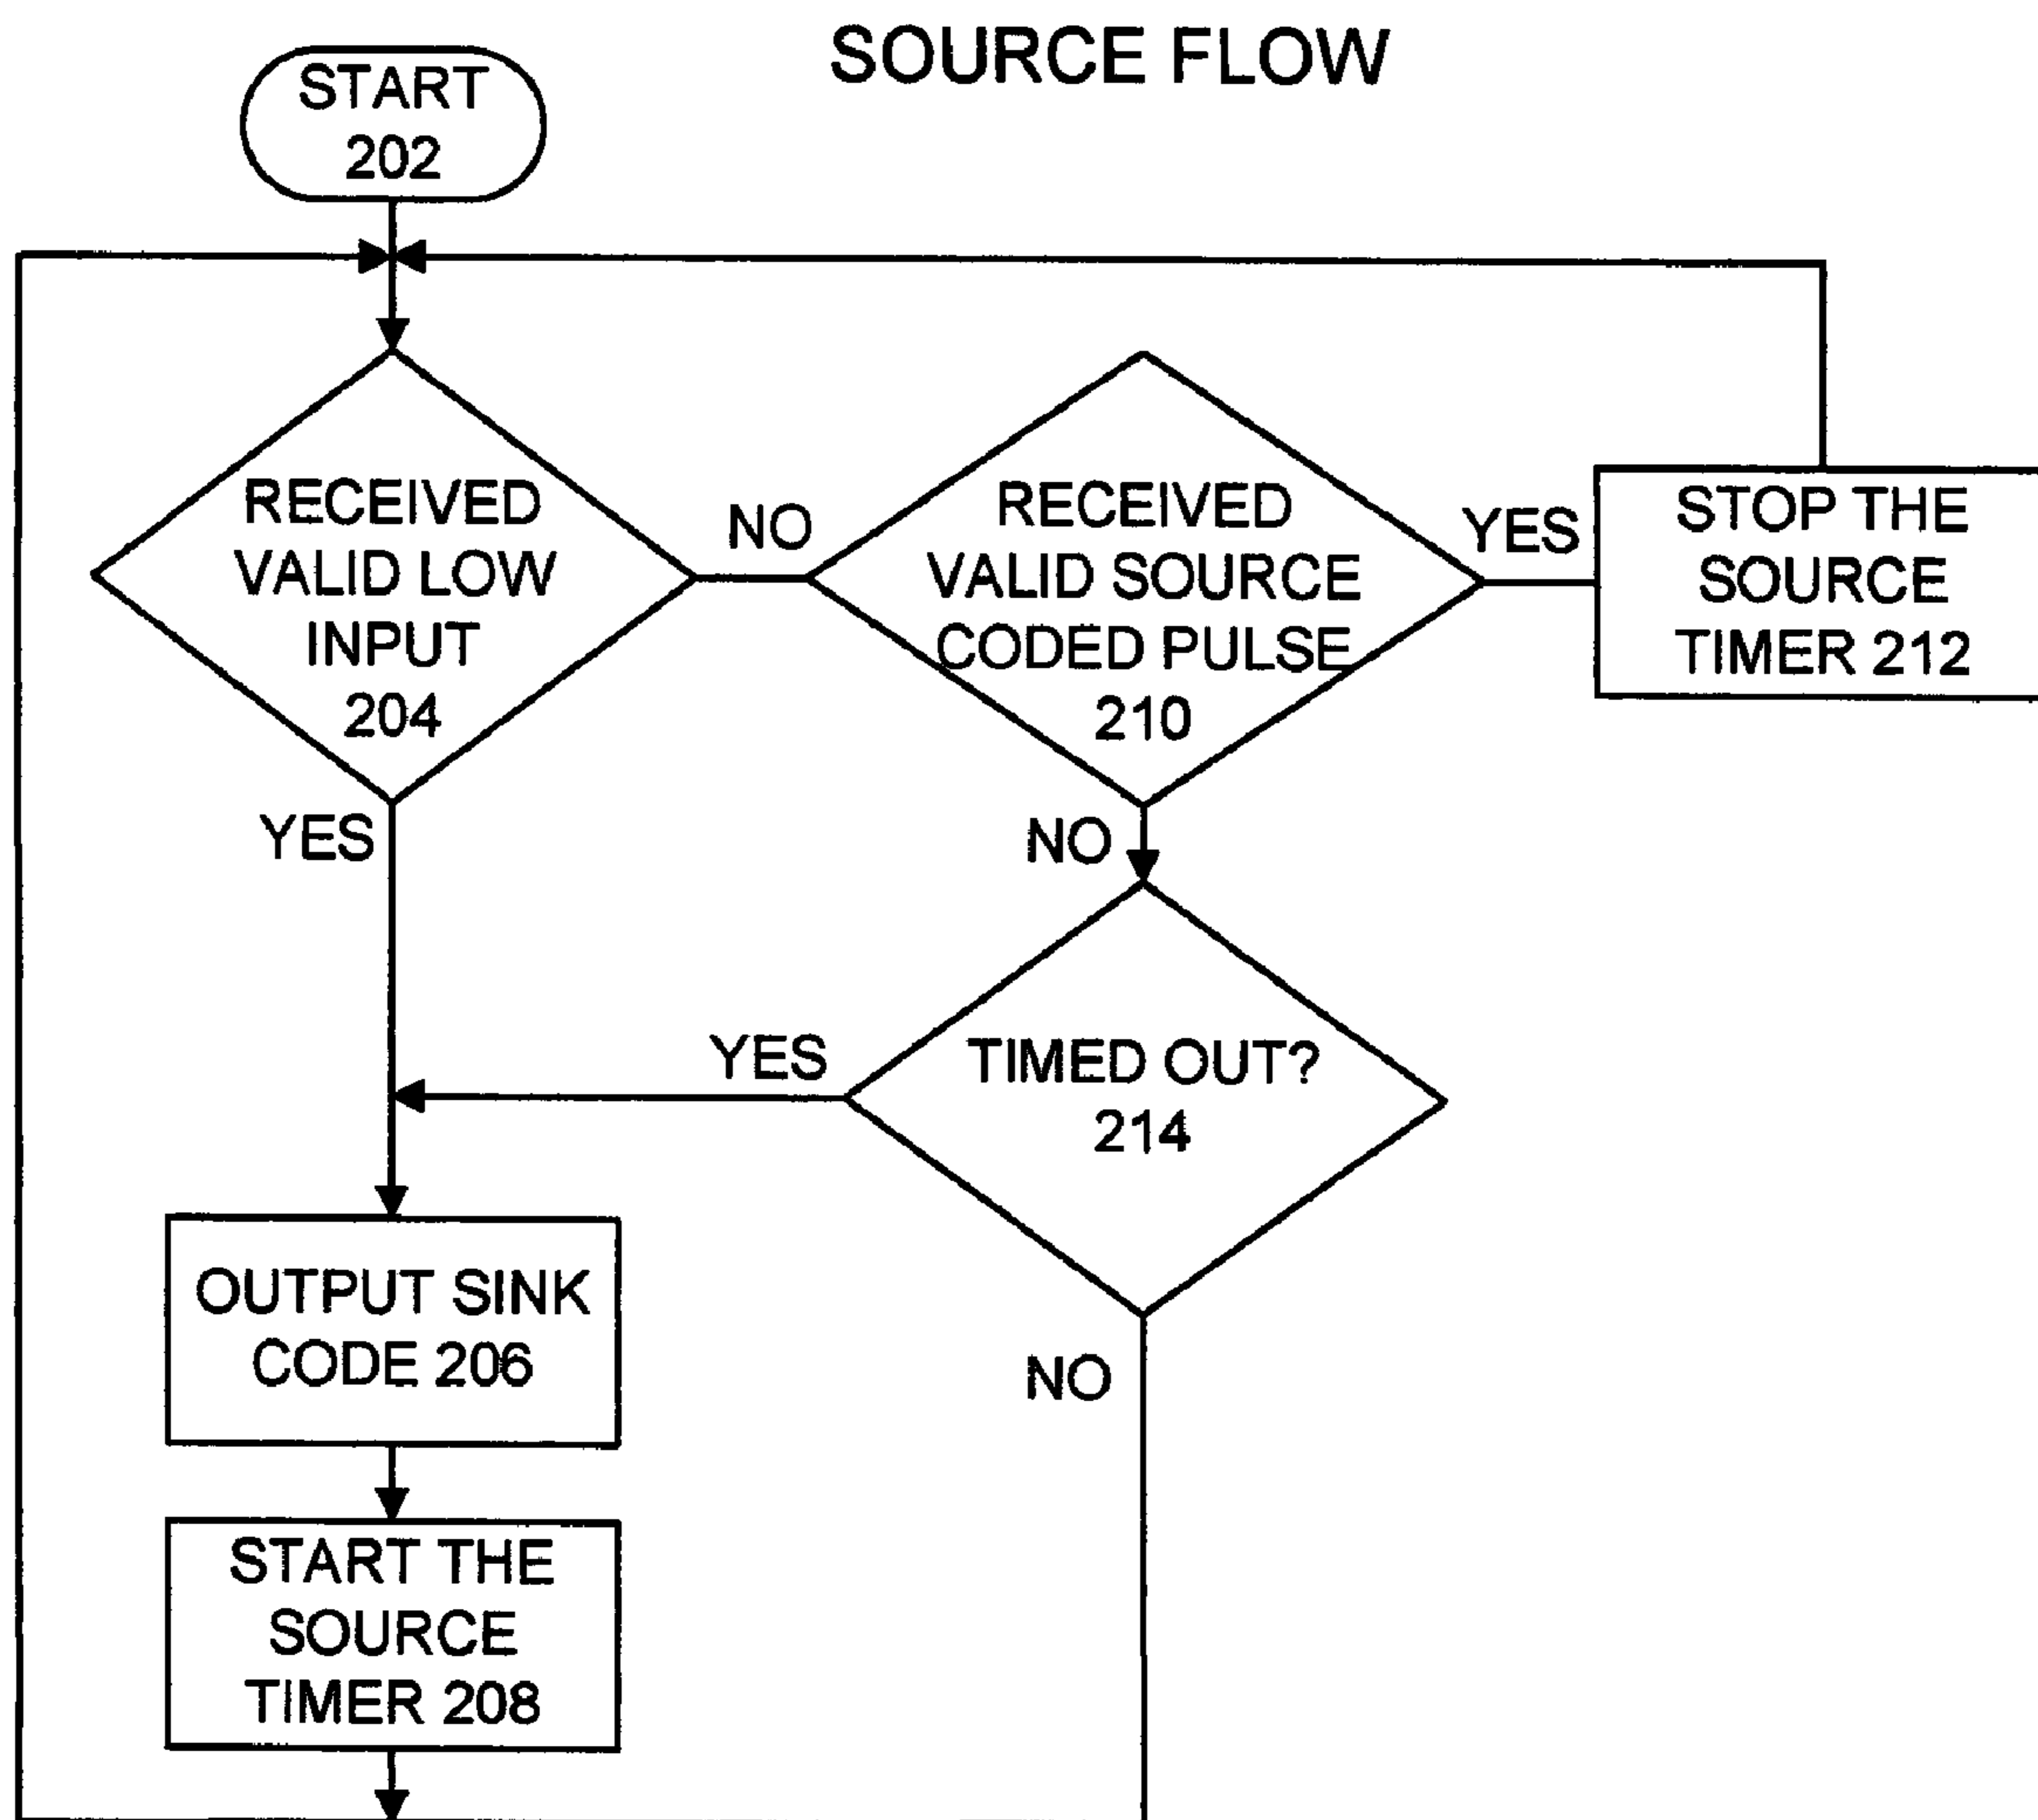 SOURCE FLOW
START
202
RECEIVED
VALID LOW
INPUT
204
NO
RECEIVED
VALID SOURCE
CODED PULSE
210
YES
STOP THE
SOURCE
TIMER 212
YES
NO
YES
TIMED OUT?
214
OUTPUT SINK
CODE 206
NO
START THE
SOURCE
TIMER 208